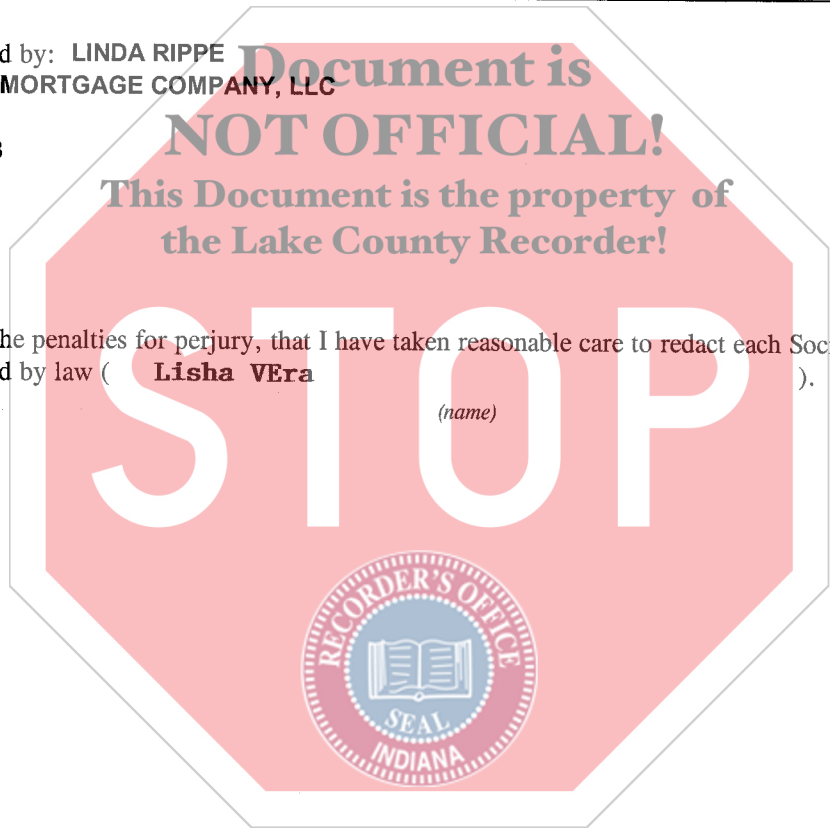 d by: LINDA RIPPE
MORTGAGE COMPANY, LLC
Document is
NOT OFFICIAL!
This Document is the property of
the Lake County Recorder!
he penalties for perjury, that I have taken reasonable care to redact each Soc
d by law ( Lisha VEra ).
(name)
STOP
RECORDER'S OFFICE
SEAL
INDIANA